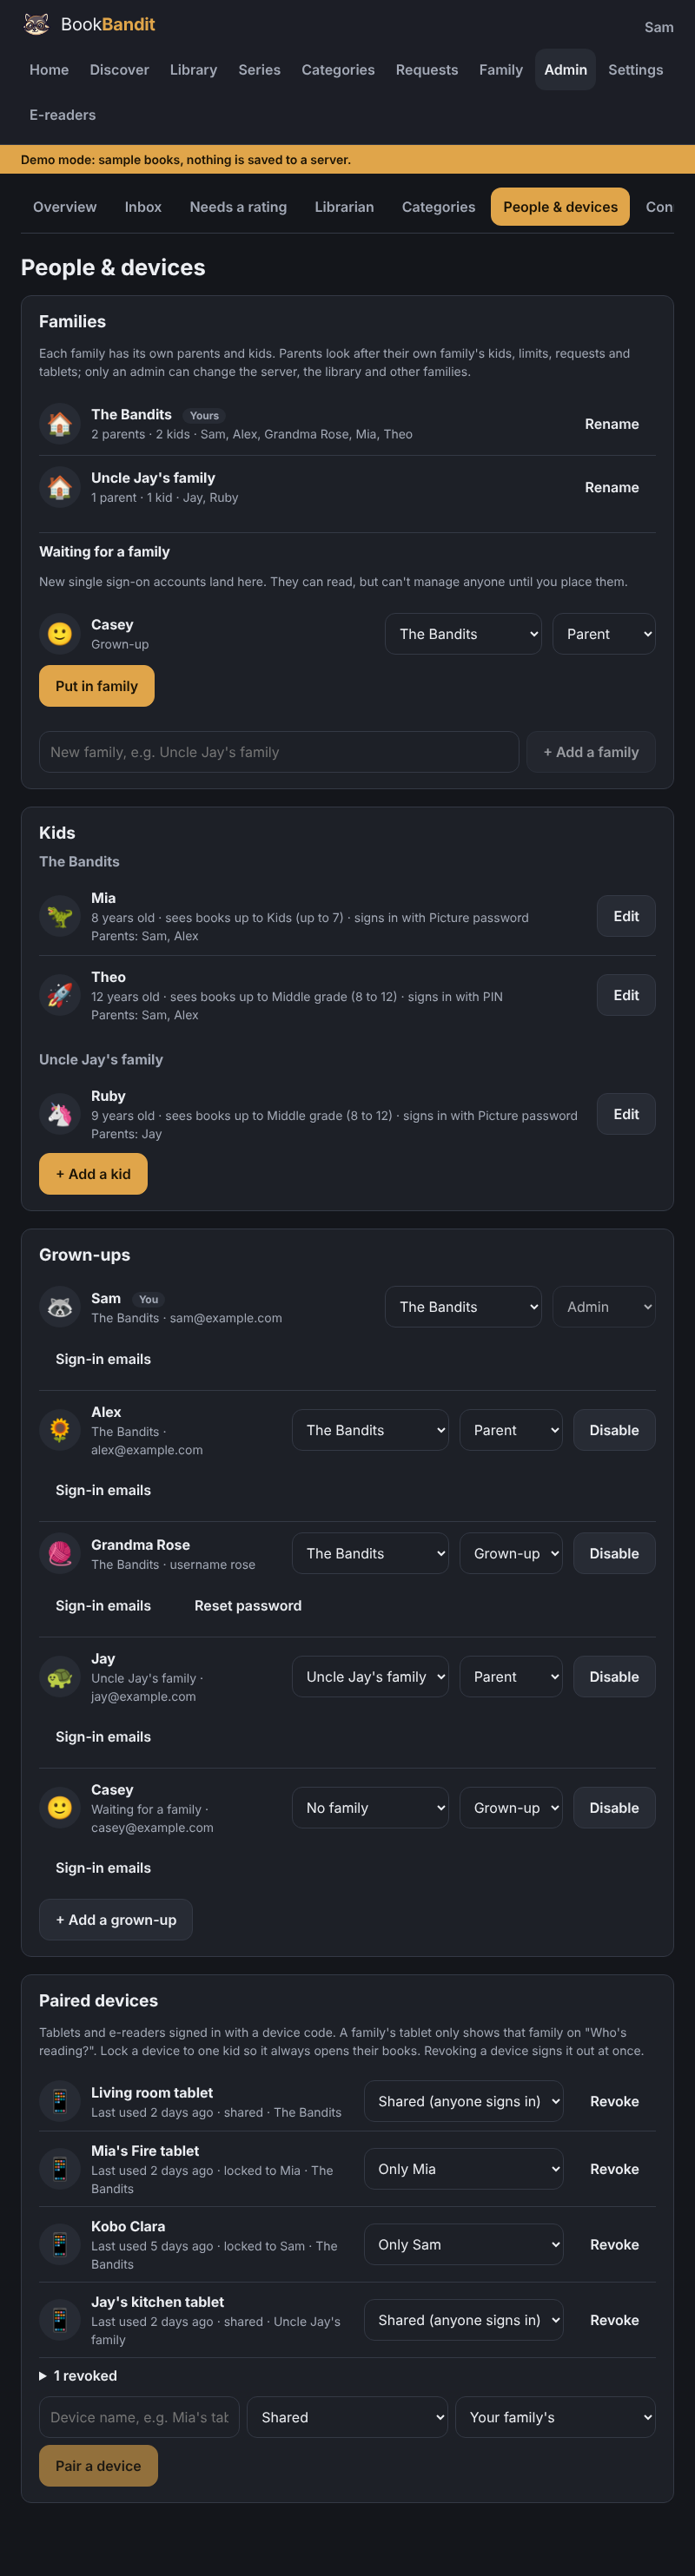 BookBandit
Sam
Home Discover Library Series Categories Requests Family Admin Settings
E-readers
Demo mode: sample books, nothing is saved to a server.
Overview Inbox Needs a rating Librarian Categories People & devices
People & devices
Families
Each family has its own parents and kids. Parents look after their own family's kids, limits, requests and
tablets; only an admin can change the server, the library and other families.
The Bandits Yours
2 parents · 2 kids · Sam, Alex, Grandma Rose, Mia, Theo
Rename
Uncle Jay's family
1 parent · 1 kid · Jay, Ruby
Rename
Waiting for a family
New single sign-on accounts land here. They can read, but can't manage anyone until you place them.
Casey
Grown-up
The Bandits
Parent
Put in family
New family, e.g. Uncle Jay's family
+ Add a family
Kids
The Bandits
Mia
8 years old · sees books up to Kids (up to 7) · signs in with Picture password
Parents: Sam, Alex
Edit
Theo
12 years old · sees books up to Middle grade (8 to 12) · signs in with PIN
Parents: Sam, Alex
Edit
Uncle Jay's family
Ruby
9 years old · sees books up to Middle grade (8 to 12) · signs in with Picture password
Parents: Jay
Edit
+ Add a kid
Grown-ups
Sam You
The Bandits · sam@example.com
The Bandits
Admin
Sign-in emails
Alex
The Bandits ·
alex@example.com
The Bandits
Parent
Disable
Sign-in emails
Grandma Rose
The Bandits · username rose
The Bandits
Grown-up
Disable
Sign-in emails
Reset password
Jay
Uncle Jay's family ·
jay@example.com
Uncle Jay's family
Parent
Disable
Sign-in emails
Casey
Waiting for a family ·
casey@example.com
No family
Grown-up
Disable
Sign-in emails
+ Add a grown-up
Paired devices
Tablets and e-readers signed in with a device code. A family's tablet only shows that family on "Who's
reading?". Lock a device to one kid so it always opens their books. Revoking a device signs it out at once.
Living room tablet
Last used 2 days ago · shared · The Bandits
Shared (anyone signs in)
Revoke
Mia's Fire tablet
Last used 2 days ago · locked to Mia · The
Bandits
Only Mia
Revoke
Kobo Clara
Last used 5 days ago · locked to Sam · The
Bandits
Only Sam
Revoke
Jay's kitchen tablet
Last used 2 days ago · shared · Uncle Jay's
family
Shared (anyone signs in)
Revoke
1 revoked
Device name, e.g. Mia's tab
Shared
Your family's
Pair a device